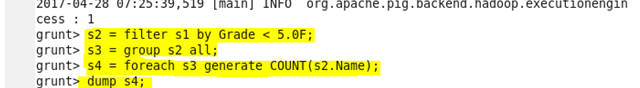 2017-04-28 07:25:39,519 [main] INFO org.apache.pig.backend.hadoop.executionengin
cess : 1
grunt> s2 = filter s1 by Grade < 5.0F;
grunt> s3 = group s2 all;
grunt> s4 = foreach s3 generate COUNT(s2.Name);
grunt> dump s4;